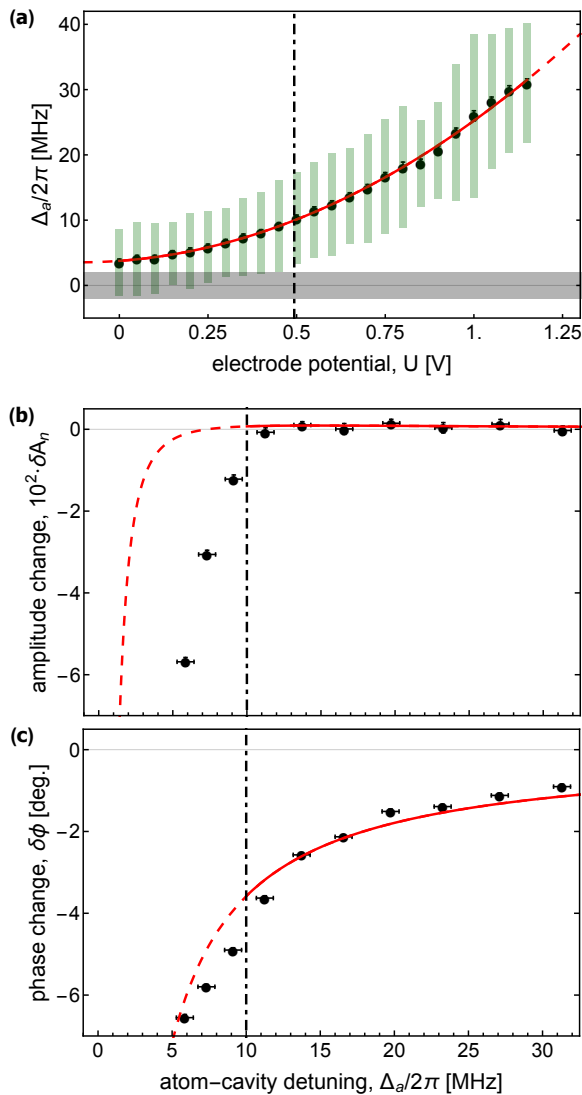 (a)
Δₐ/2π [MHz]
40
30
20
10
0
0 0.25 0.5 0.75 1. 1.25
electrode potential, U [V]
(b)
amplitude change, 10²·δAₙ
0
−2
−4
−6
(c)
phase change, δϕ [deg.]
0
−2
−4
−6
0 5 10 15 20 25 30
atom−cavity detuning, Δₐ/2π [MHz]